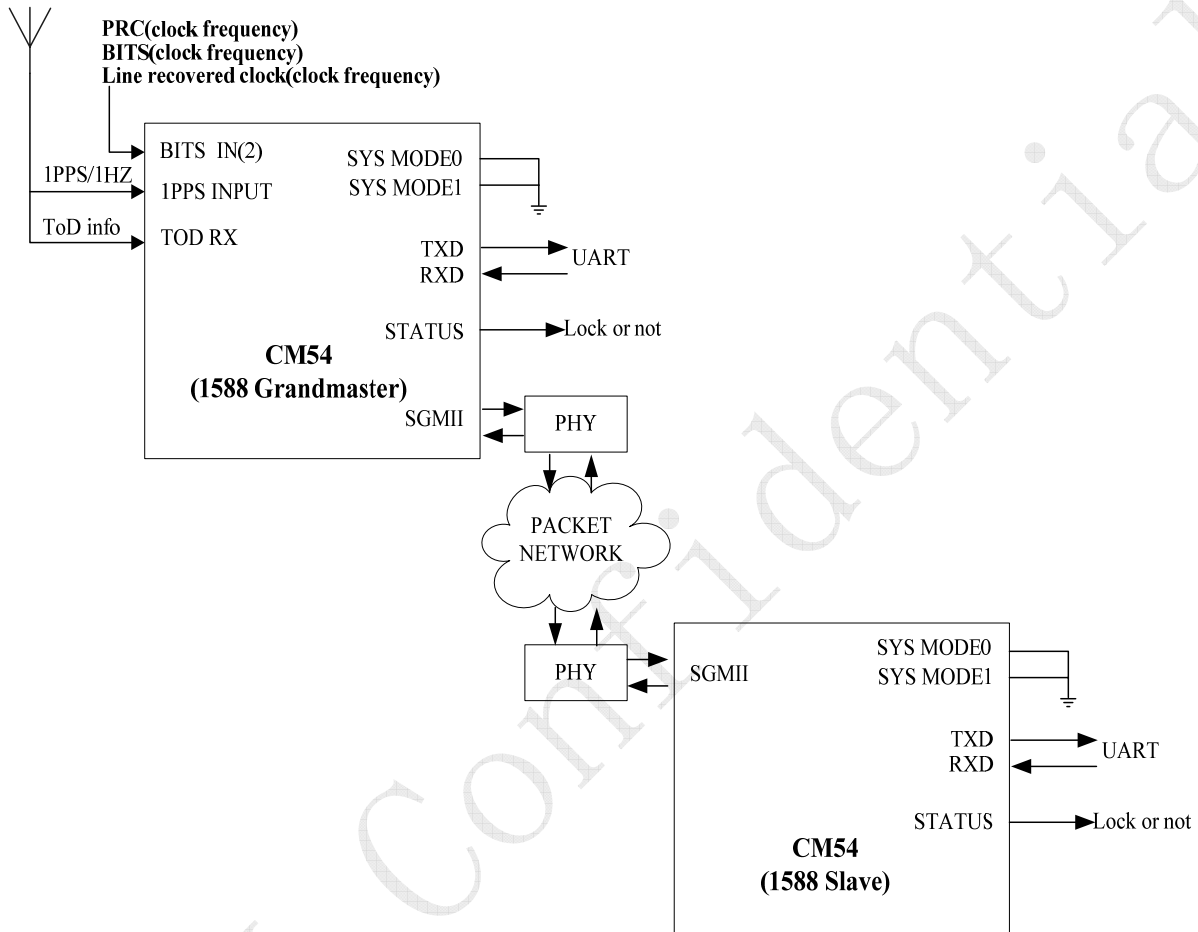 PRC(clock frequency)
BITS(clock frequency)
Line recovered clock(clock frequency)
BITS IN(2)
1PPS/1HZ
1PPS INPUT
ToD info
TOD RX
SYS MODE0
SYS MODE1
TXD
RXD
UART
STATUS
Lock or not
CM54
(1588 Grandmaster)
SGMII
PHY
PACKET
NETWORK
PHY
SGMII
SYS MODE0
SYS MODE1
TXD
RXD
UART
STATUS
Lock or not
CM54
(1588 Slave)
Confidential